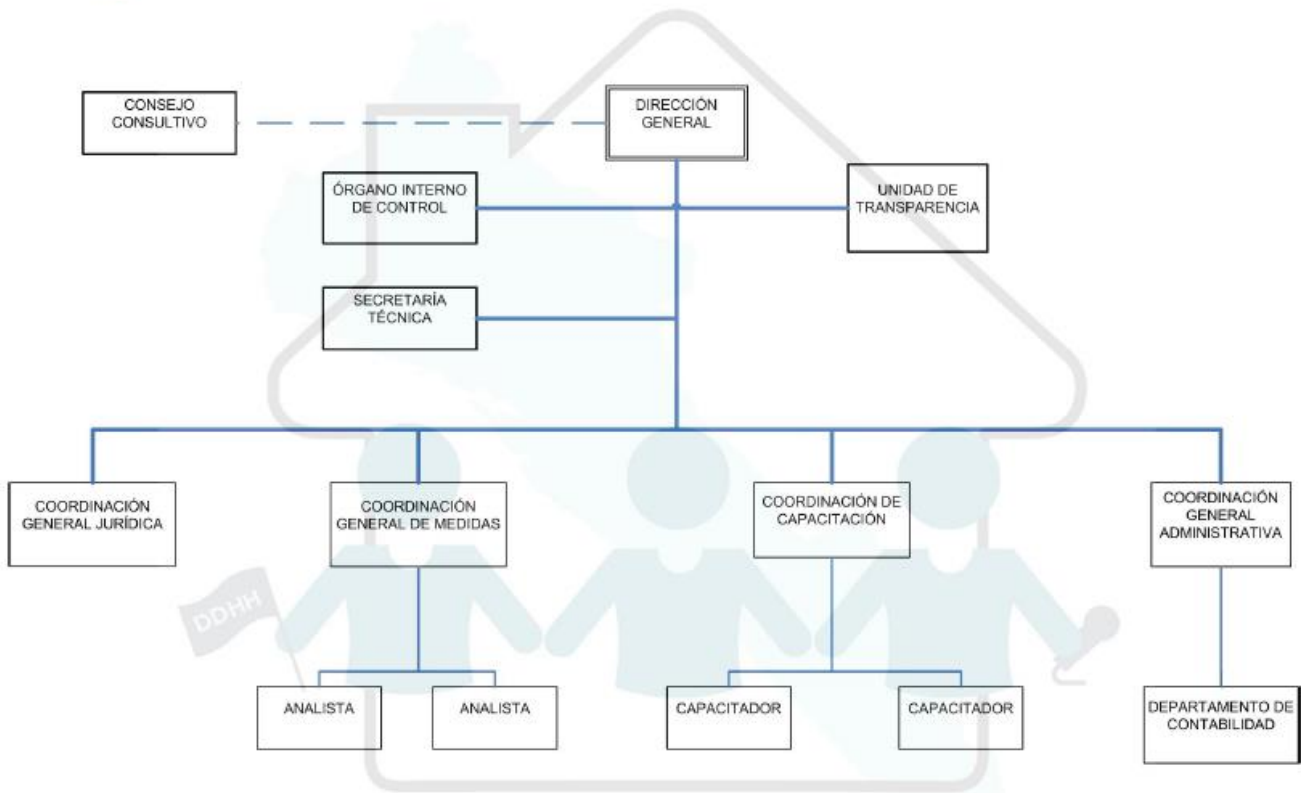 CONSEJO
CONSULTIVO
DIRECCIÓN
GENERAL
ÓRGANO INTERNO
DE CONTROL
UNIDAD DE
TRANSPARENCIA
SECRETARÍA
TÉCNICA
COORDINACIÓN
GENERAL JURÍDICA
COORDINACIÓN
GENERAL DE MEDIDAS
COORDINACIÓN DE
CAPACITACIÓN
COORDINACIÓN
GENERAL
ADMINISTRATIVA
DDHH
ANALISTA
ANALISTA
CAPACITADOR
CAPACITADOR
DEPARTAMENTO DE
CONTABILIDAD